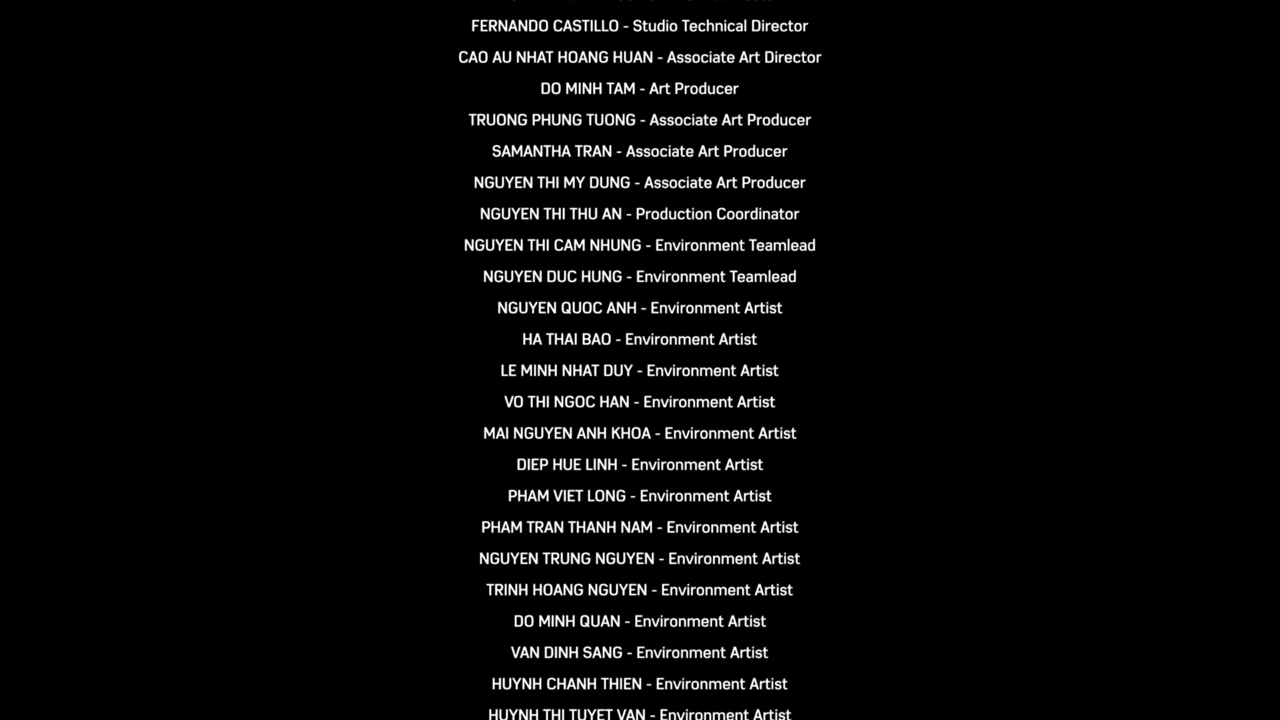 FERNANDO CASTILLO - Studio Technical Director
CAO AU NHAT HOANG HUAN - Associate Art Director
DO MINH TAM - Art Producer
TRUONG PHUNG TUONG - Associate Art Producer
SAMANTHA TRAN - Associate Art Producer
NGUYEN THI MY DUNG - Associate Art Producer
NGUYEN THI THU AN - Production Coordinator
NGUYEN THI CAM NHUNG - Environment Teamlead
NGUYEN DUC HUNG - Environment Teamlead
NGUYEN QUOC ANH - Environment Artist
HA THAI BAO - Environment Artist
LE MINH NHAT DUY - Environment Artist
VO THI NGOC HAN - Environment Artist
MAI NGUYEN ANH KHOA - Environment Artist
DIEP HUE LINH - Environment Artist
PHAM VIET LONG - Environment Artist
PHAM TRAN THANH NAM - Environment Artist
NGUYEN TRUNG NGUYEN - Environment Artist
TRINH HOANG NGUYEN - Environment Artist
DO MINH QUAN - Environment Artist
VAN DINH SANG - Environment Artist
HUYNH CHANH THIEN - Environment Artist
HUYNH THI TUYET VAN - Environment Artist